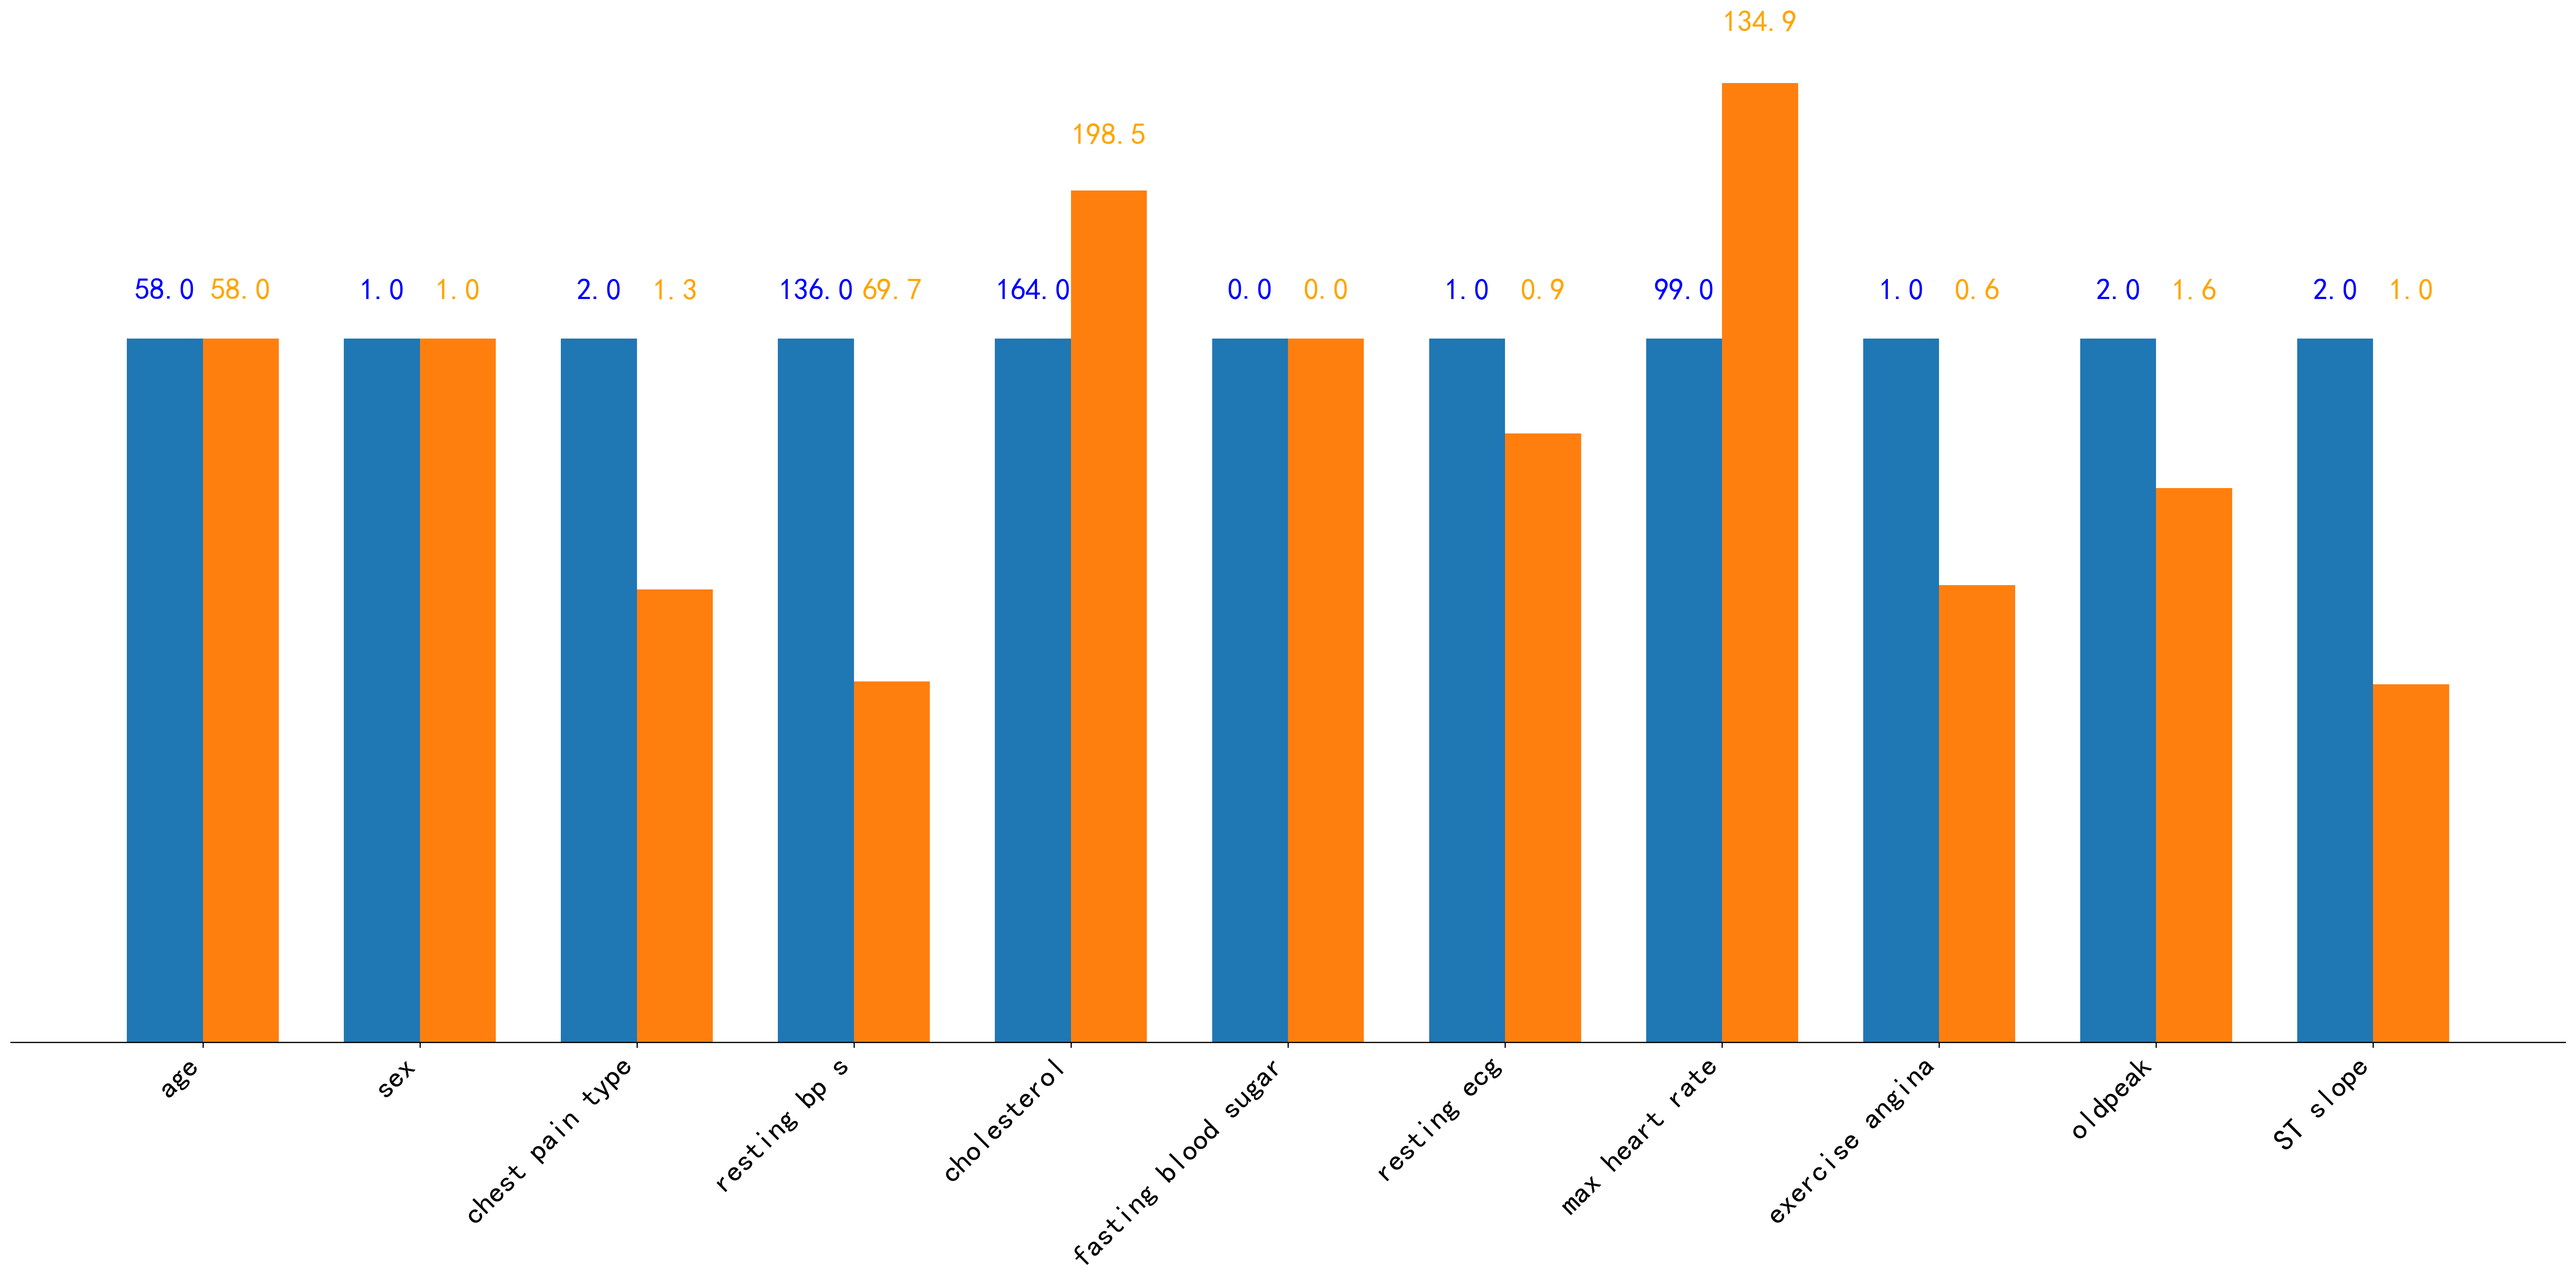 134.9
198.5
58.0 58.0 1.0 1.0 2.0 1.3 136.0 69.7 164.0 0.0 0.0 1.0 0.9 99.0 1.0 0.6 2.0 1.6 2.0 1.0
age
sex
chest pain type
resting bp s
cholesterol
fasting blood sugar
resting ecg
max heart rate
exercise angina
oldpeak
ST slope